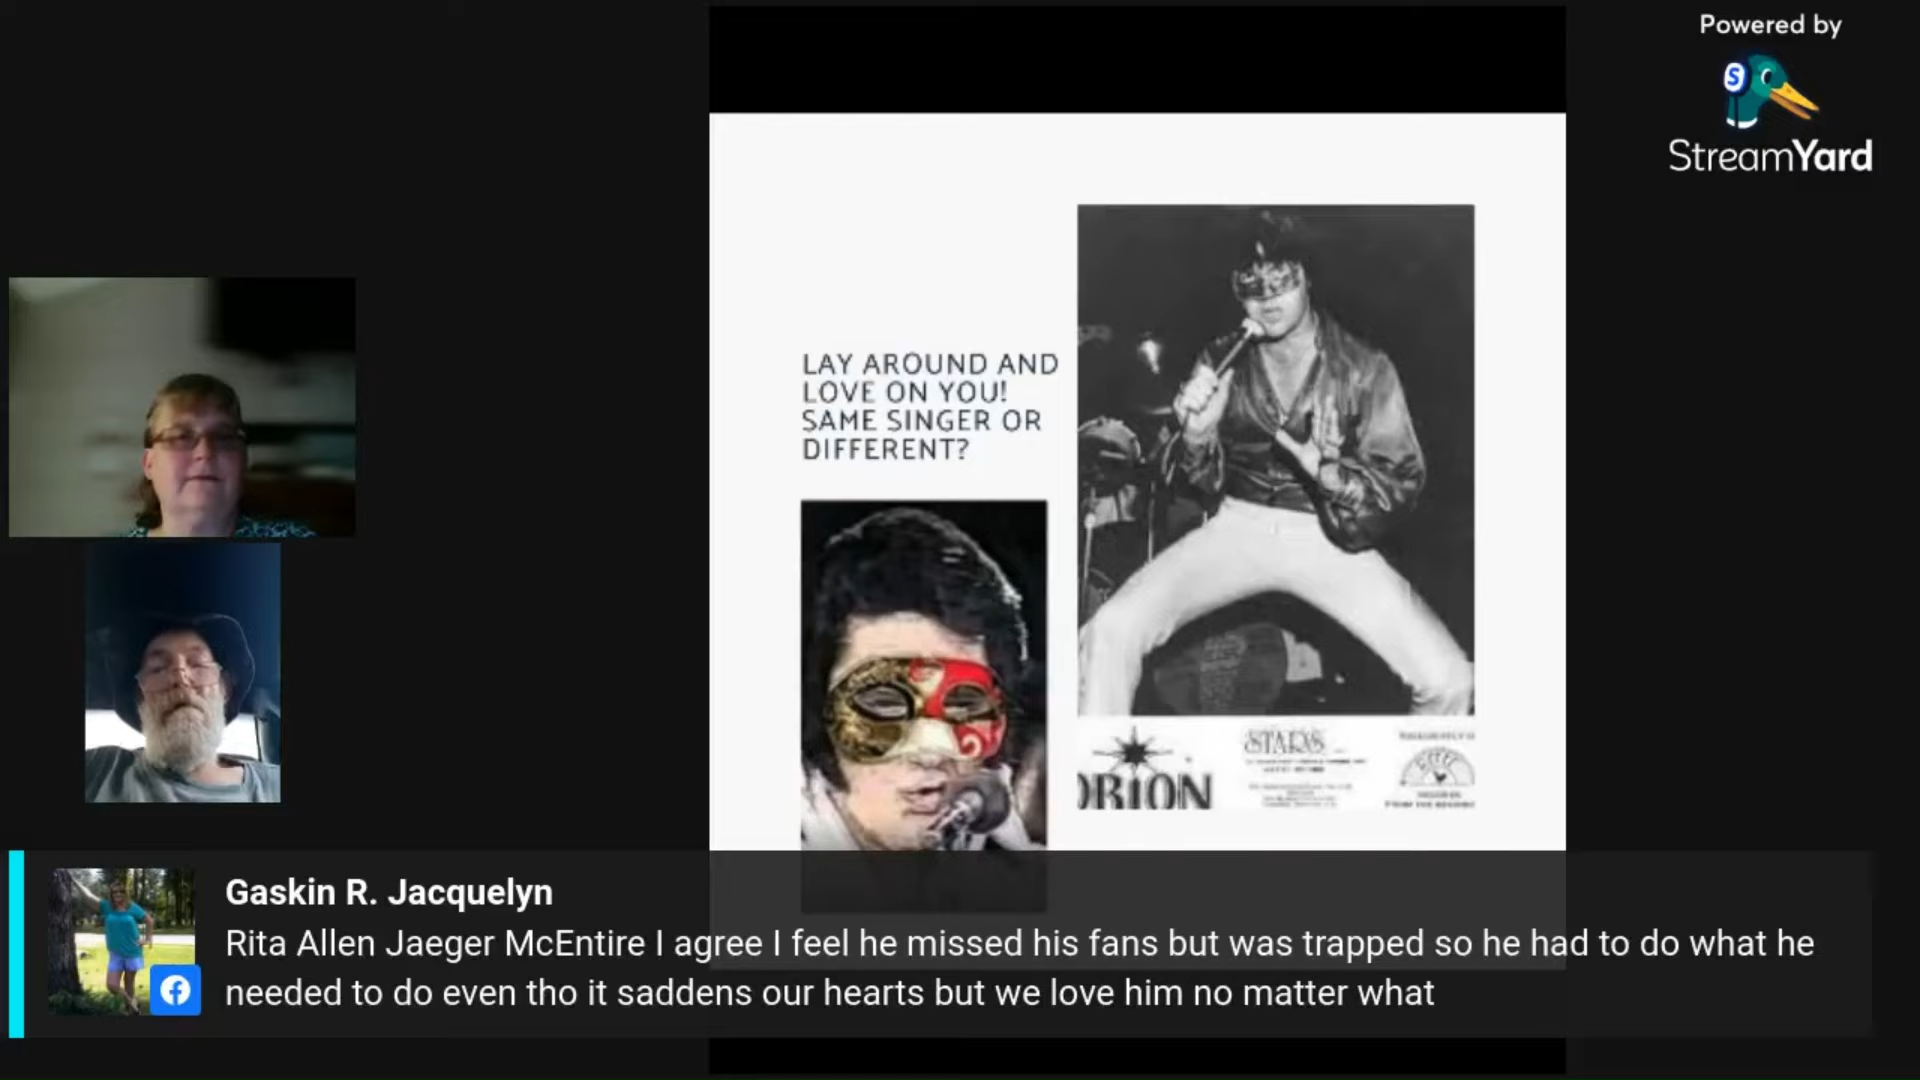 Powered by
StreamYard
LAY AROUND AND
LOVE ON YOU!
SAME SINGER OR
DIFFERENT?
ORION
STARS
Gaskin R. Jacquelyn
Rita Allen Jaeger McEntire I agree I feel he missed his fans but was trapped so he had to do what he
needed to do even tho it saddens our hearts but we love him no matter what